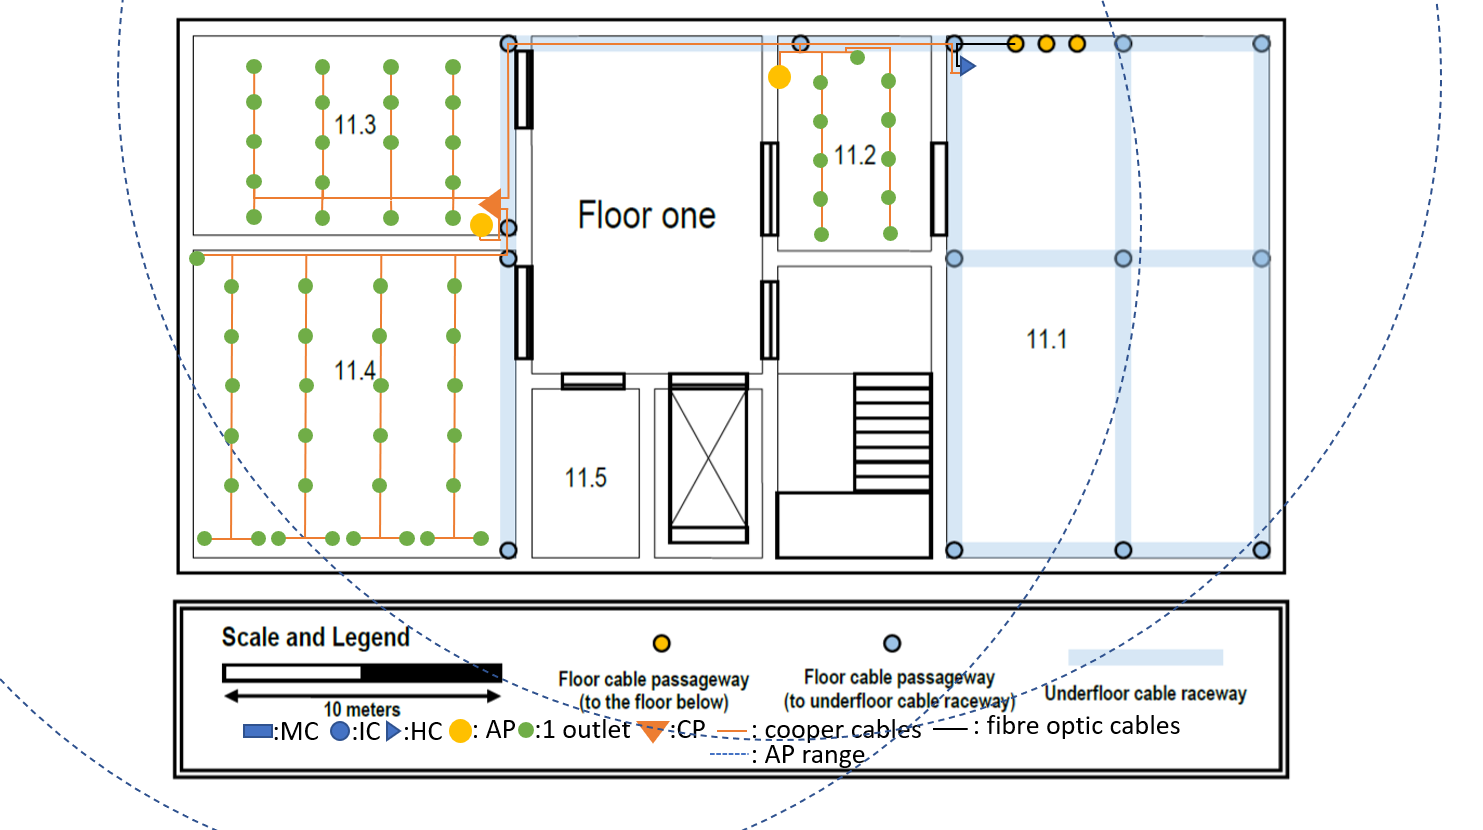 11.3
11.2
Floor one
11.1
11.4
11.5
Scale and Legend
10 meters
Floor cable passageway
(to the floor below)
Floor cable passageway
(to underfloor cable raceway)
Underfloor cable raceway
:MC :IC :HC : AP :1 outlet :CP : cooper cables : fibre optic cables
: AP range